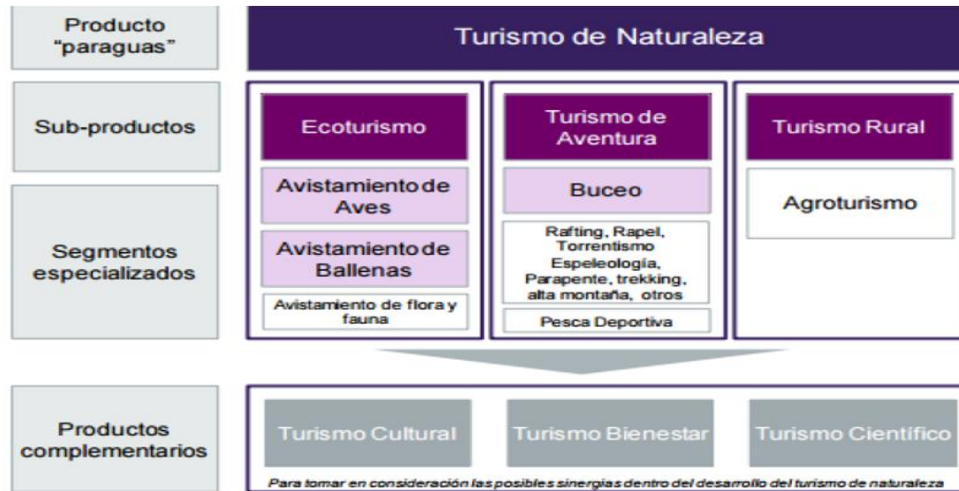 Producto
"paraguas"
Turismo de Naturaleza
Sub-productos
Ecoturismo
Turismo de
Aventura
Turismo Rural
Segmentos
especializados
Avistamiento de
Aves
Avistamiento de
Ballenas
Avistamiento de flora y
fauna
Buceo
Rafting, Rapel,
Torrentismo
Espeleología,
Parapente, trekking,
alta montaña, otros
Pesca Deportiva
Agroturismo
Productos
complementarios
Turismo Cultural
Turismo Bienestar
Turismo Científico
Para tomar en consideración las posibles sinergias dentro del desarrollo del turismo de naturaleza